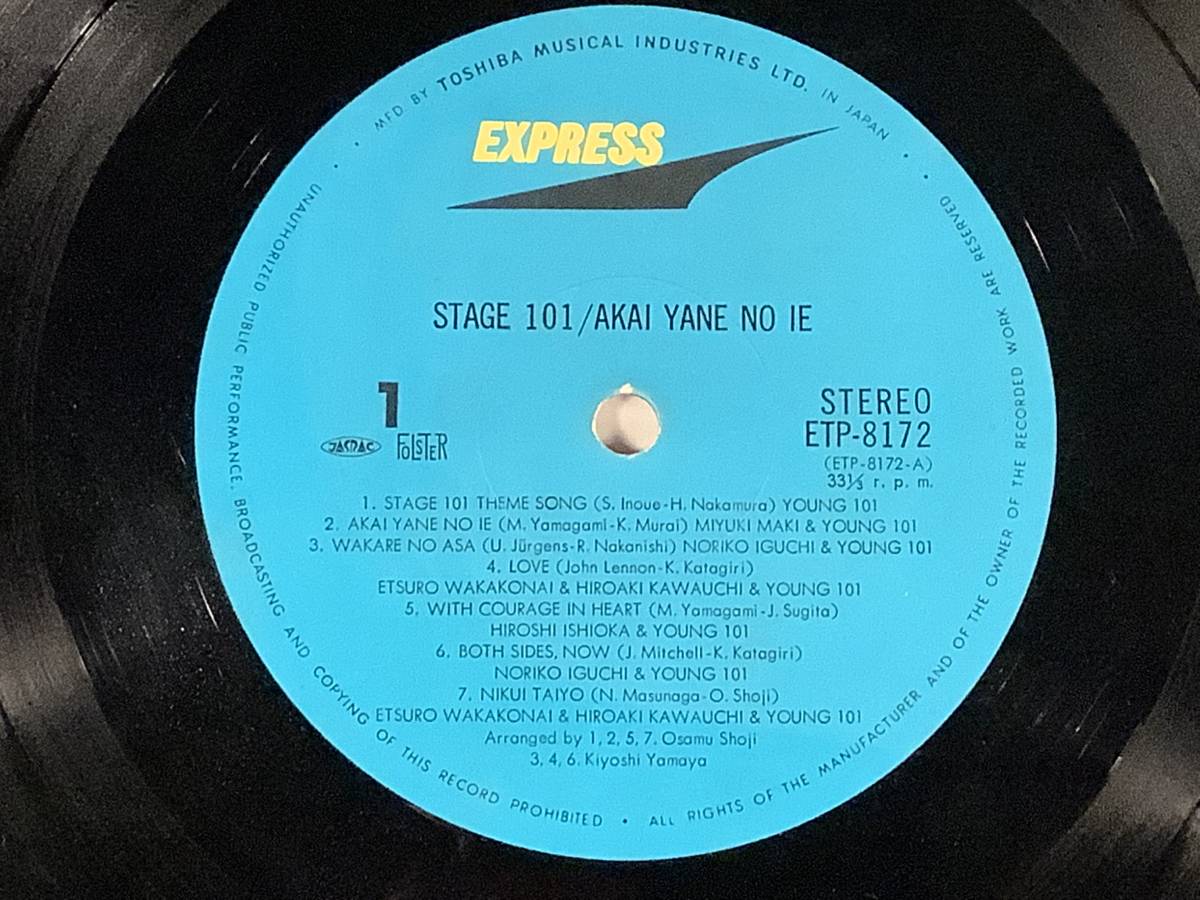 MFD BY TOSHIBA MUSICAL INDUSTRIES LTD. IN JAPAN
EXPRESS
STAGE 101/AKAI YANE NO IE
1
JASRAC
FOLSTER
STEREO
ETP-8172
(ETP-8172-A)
33⅓ r. p. m.
1. STAGE 101 THEME SONG (S. Inoue-H. Nakamura) YOUNG 101
2. AKAI YANE NO IE (M. Yamagami-K. Murai) MIYUKI MAKI & YOUNG 101
3. WAKARE NO ASA (U. Jürgens-R. Nakanishi) NORIKO IGUCHI & YOUNG 101
4. LOVE (John Lennon-K. Katagiri)
ETSURO WAKAKONAI & HIROAKI KAWAUCHI & YOUNG 101
5. WITH COURAGE IN HEART (M. Yamagami-J. Sugita)
HIROSHI ISHIOKA & YOUNG 101
6. BOTH SIDES, NOW (J. Mitchell-K. Katagiri)
NORIKO IGUCHI & YOUNG 101
7. NIKUI TAIYO (N. Masunaga-O. Shoji)
ETSURO WAKAKONAI & HIROAKI KAWAUCHI & YOUNG 101
Arranged by 1, 2, 5, 7. Osamu Shoji
3, 4, 6. Kiyoshi Yamaya
UNAUTHORIZED PUBLIC PERFORMANCE, BROADCASTING AND COPYING OF THIS RECORD PROHIBITED • ALL RIGHTS OF THE MANUFACTURER AND OF THE OWNER OF THE RECORDED WORK ARE RESERVED